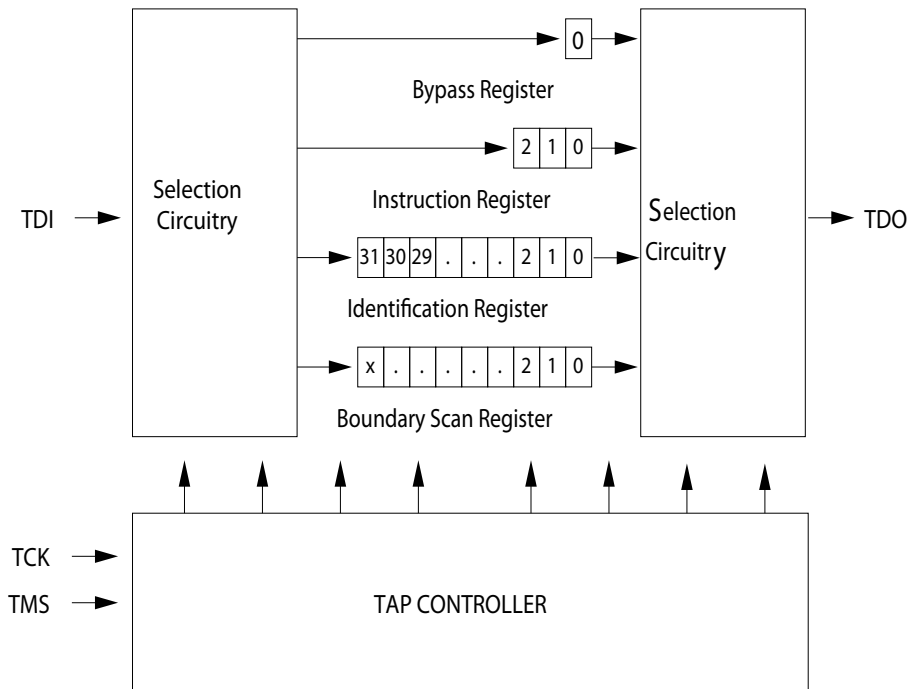 0
Bypass Register
2 1 0
Selection
Circuitry
Instruction Register
Selection
Circuitry
TDI
TDO
31 30 29 . . . 2 1 0
Identification Register
x . . . . . 2 1 0
Boundary Scan Register
TCK
TMS
TAP CONTROLLER